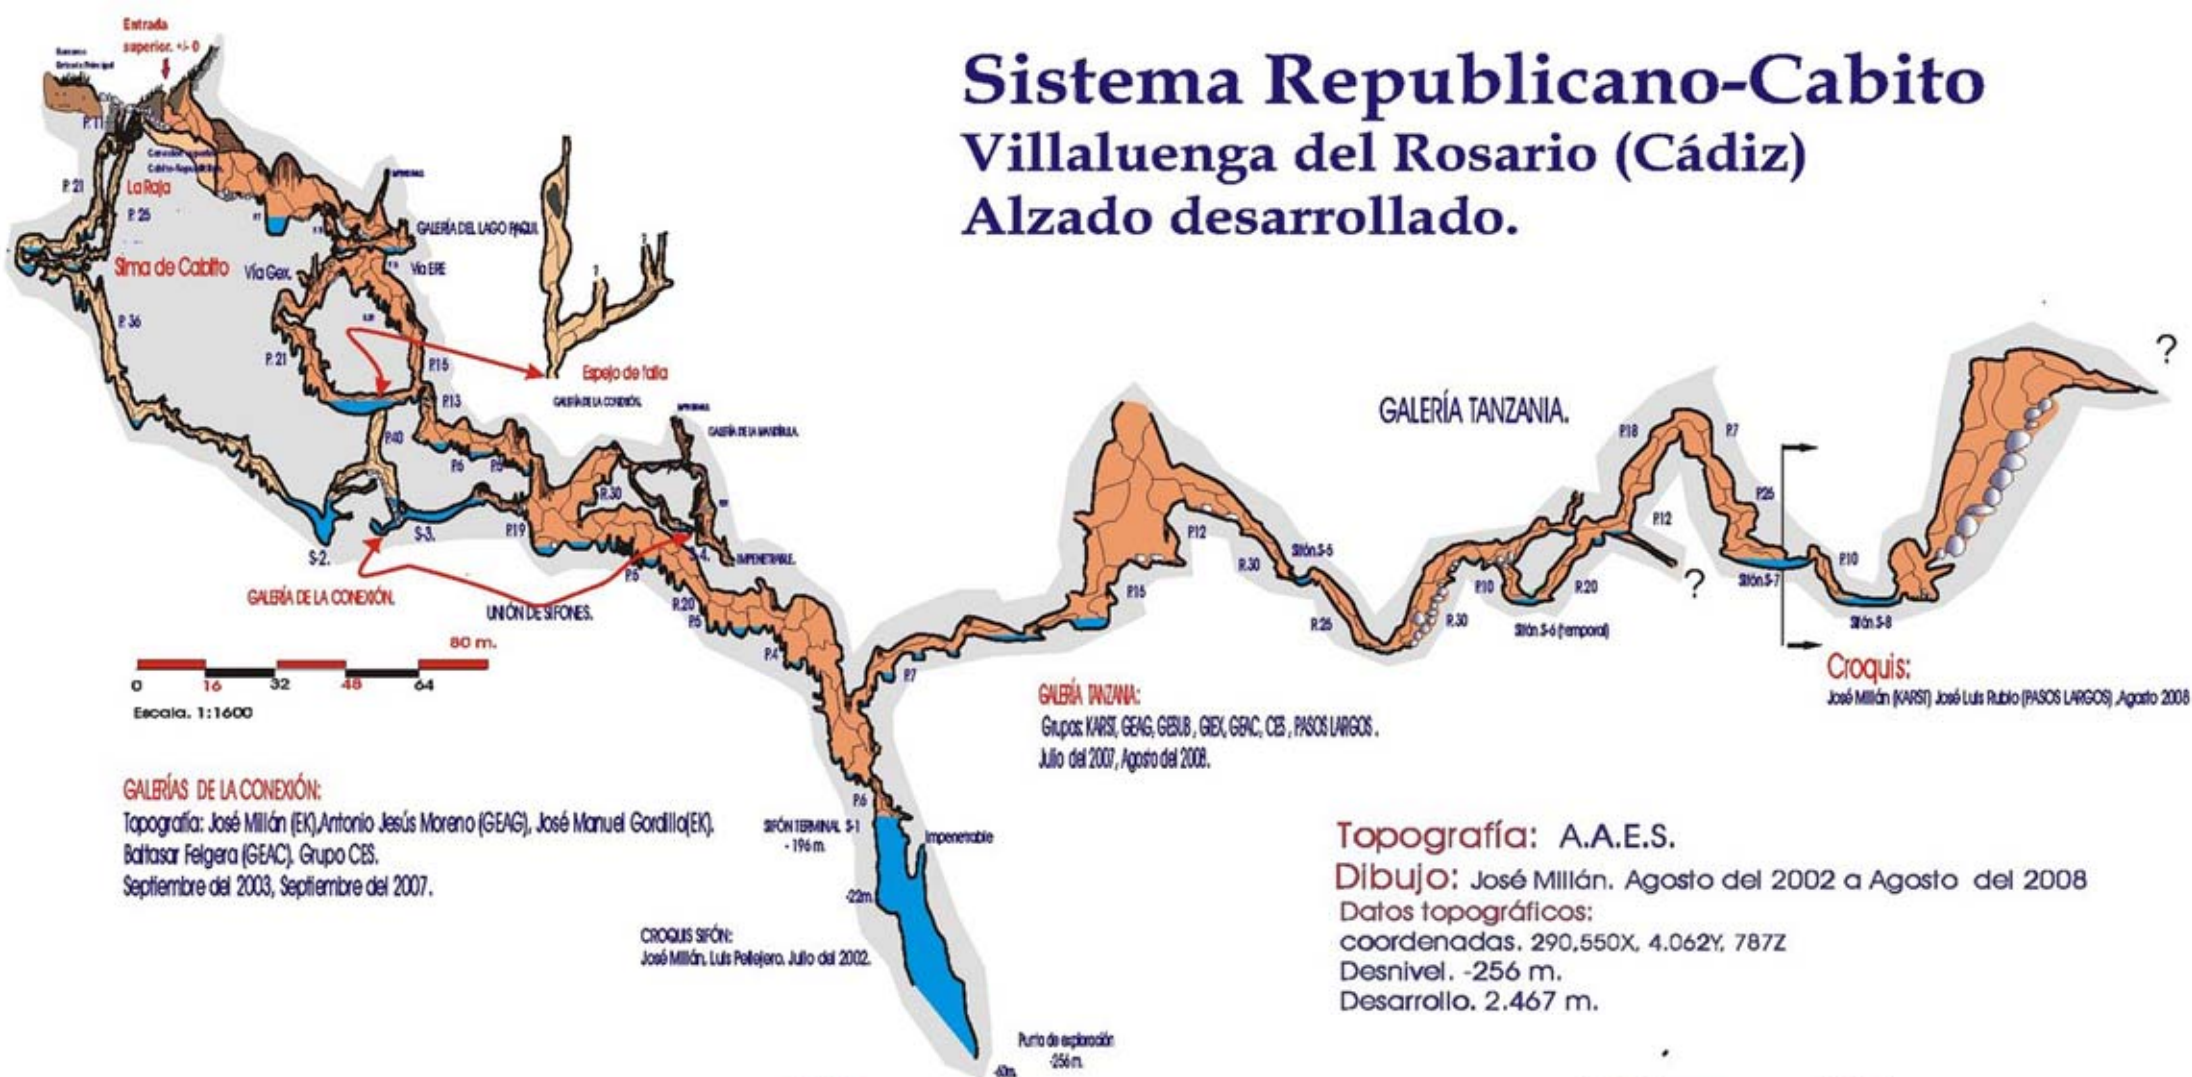 Sistema Republicano-Cabito
Villaluenga del Rosario (Cádiz)
Alzado desarrollado.
Entrada
superior. +/- 0
P.11
P. 21
La Raja
P. 25
Sima de Cabito
P. 36
GALERÍA DEL LAGO PAQUI.
Vía Gex.
Vía ERE
P. 21
P.15
P.13
Espejo de falla
GALERÍA DE LA CONEXIÓN.
GALERÍA DE LA MANDÍBULA.
P.40
P.6
P.6
R.30
P.19
S-2.
S-3.
S-4.
IMPENETRABLE.
GALERÍA DE LA CONEXIÓN.
UNIÓN DE SIFONES.
P.5
R.20
P.5
P.4
P.7
80 m.
0 16 32 48 64
Escala. 1:1600
GALERÍA TANZANIA.
?
?
?
?
P.15
P.12
R.30
Sifón S-5
R.25
R.30
P.10
Sifón S-6 (temporal)
R.20
P.12
P.18
P.7
P.25
Sifón S-7
P.10
Sifón S-8
Croquis:
José Millán (KARST) José Luis Rubio (PASOS LARGOS) ,Agosto 2008
GALERÍA TANZANIA:
Grupos: KARST, GEAG, GESUB , GIEX, GEAC, CES , PASOS LARGOS .
Julio del 2007, Agosto del 2008.
GALERÍAS DE LA CONEXIÓN:
Topografía: José Millán (EK),Antonio Jesús Moreno (GEAG), José Manuel Gordillo(EK).
Baltasar Felgera (GEAC). Grupo CES.
Septiembre del 2003, Septiembre del 2007.
P.6
SIFÓN TERMINAL S-1
- 196 m.
Impenetrable
-22m.
CROQUIS SIFÓN:
José Millán, Luis Pellejero. Julio del 2002.
Punto de exploración
-256 m.
-60m.
Topografía: A.A.E.S.
Dibujo: José Millán. Agosto del 2002 a Agosto del 2008
Datos topográficos:
coordenadas. 290,550X, 4.062Y, 787Z
Desnivel. -256 m.
Desarrollo. 2.467 m.